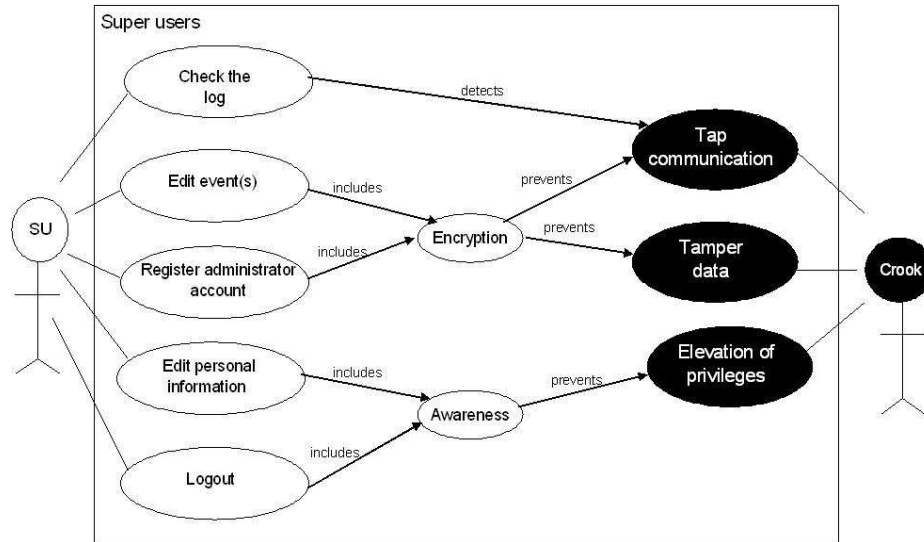 Super users
Check the
log
detects
Tap
communication
Edit event(s)
includes
prevents
SU
Encryption
prevents
Register administrator
account
includes
Tamper
data
Crook
Edit personal
information
includes
Elevation of
privileges
prevents
Awareness
Logout
includes